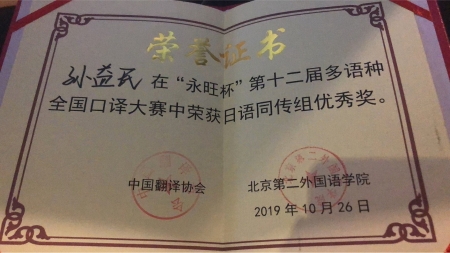 荣誉证书
孙益民 在“永旺杯”第十二届多语种
全国口译大赛中荣获日语同传组优秀奖。
中国翻译协会
北京第二外国语学院
2019 年 10 月 26 日